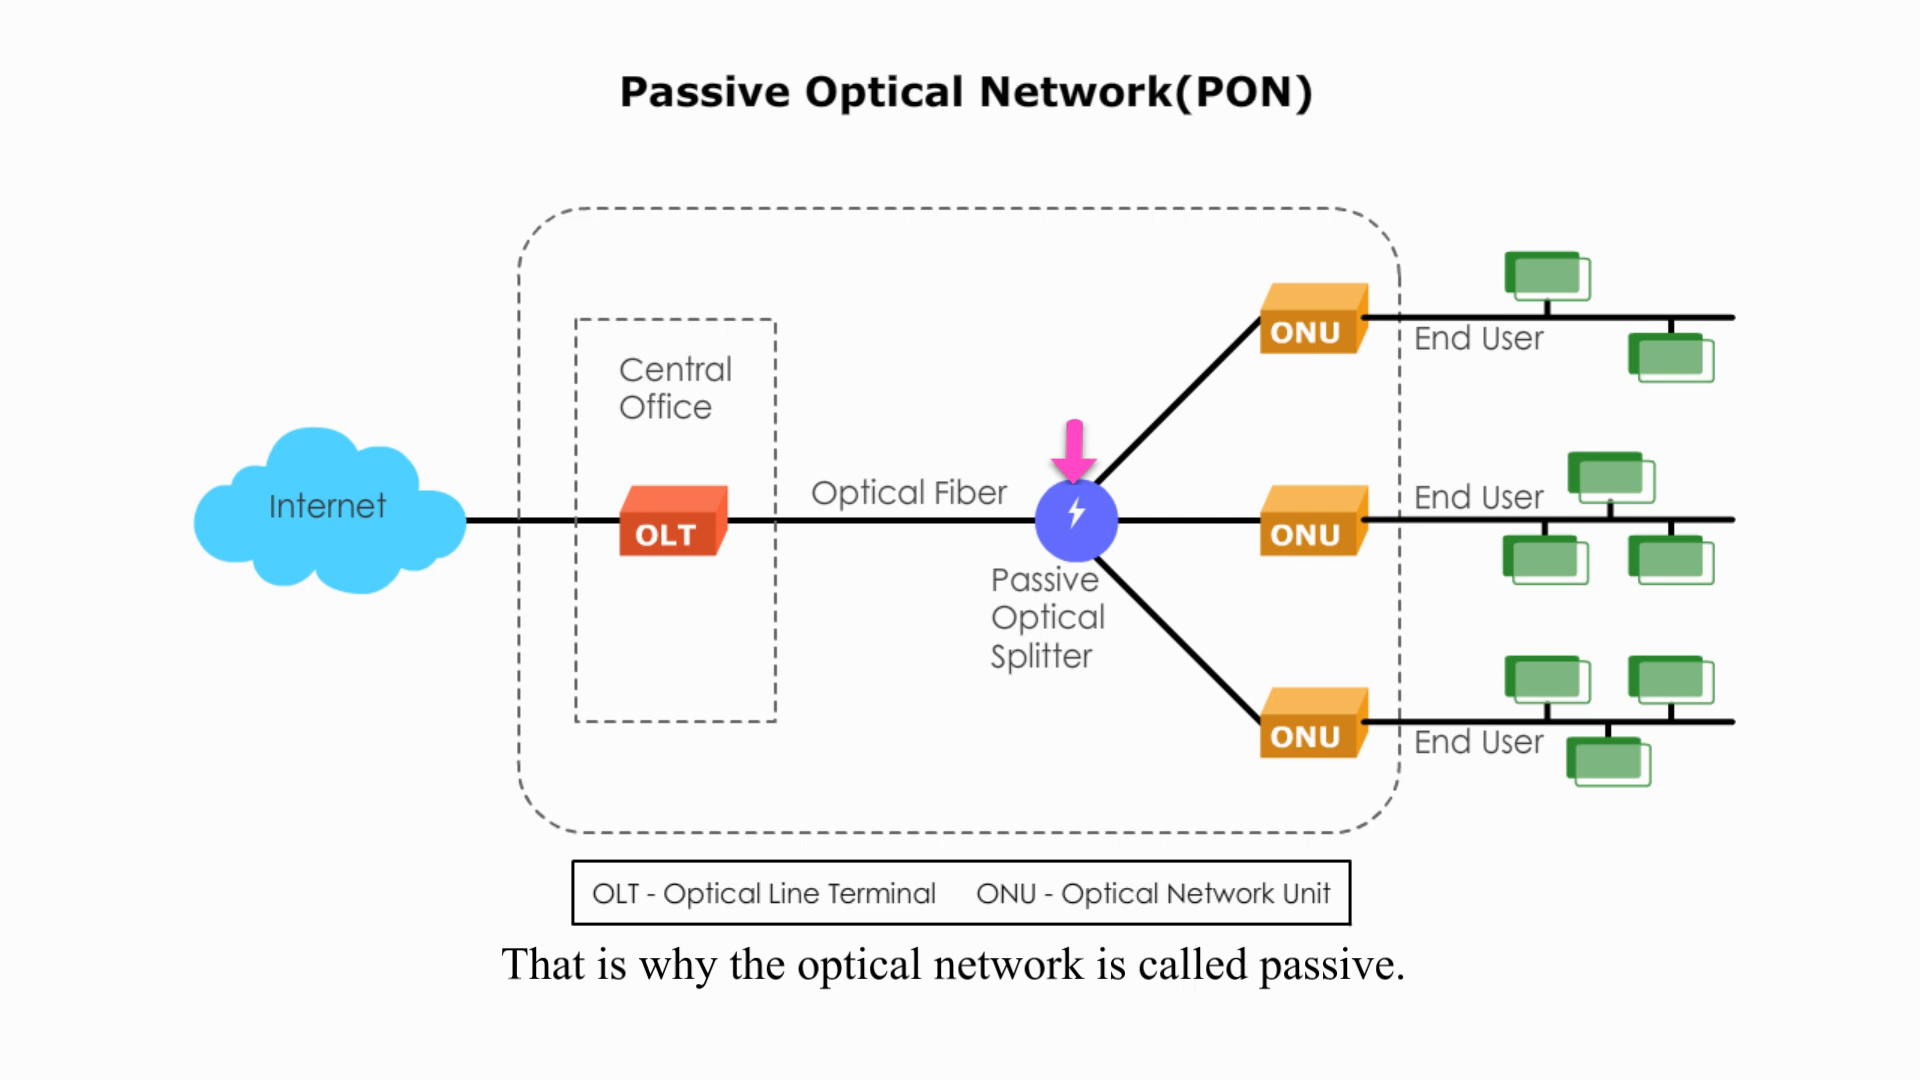 Passive Optical Network(PON)
Central
Office
Internet
OLT
Optical Fiber
Passive
Optical
Splitter
ONU
End User
ONU
End User
ONU
End User
OLT - Optical Line Terminal ONU - Optical Network Unit
That is why the optical network is called passive.